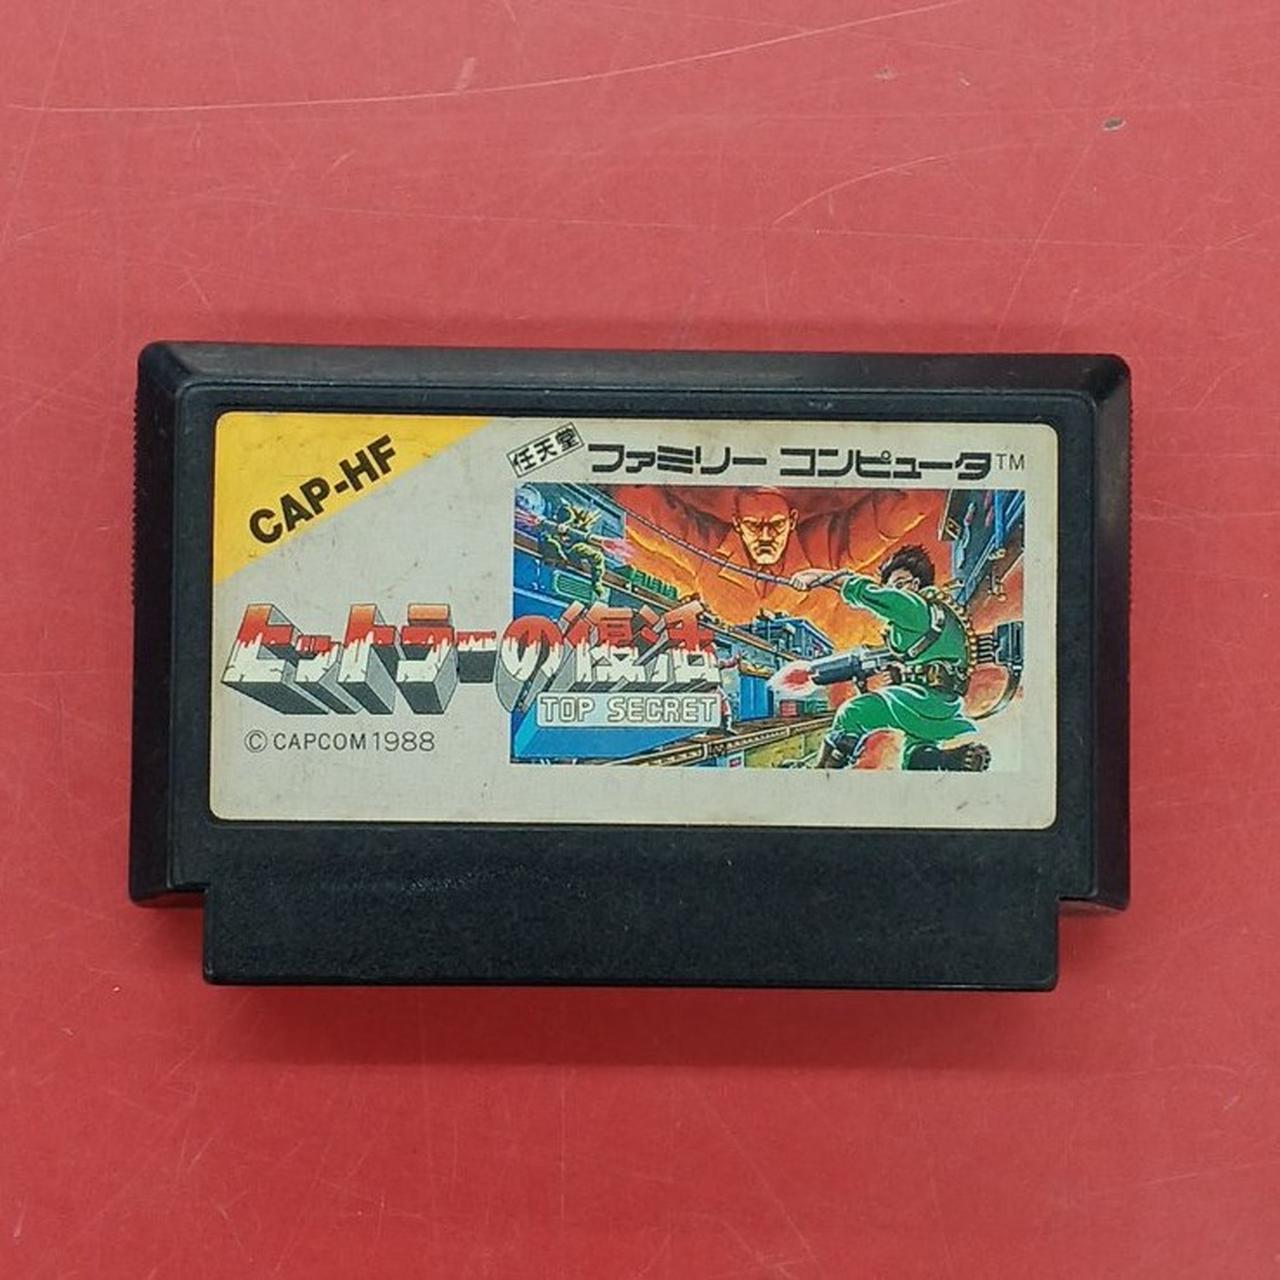 CAP-HF
任天堂
ファミリー コンピュータ™
ヒットラーの復活
TOP SECRET
© CAPCOM 1988